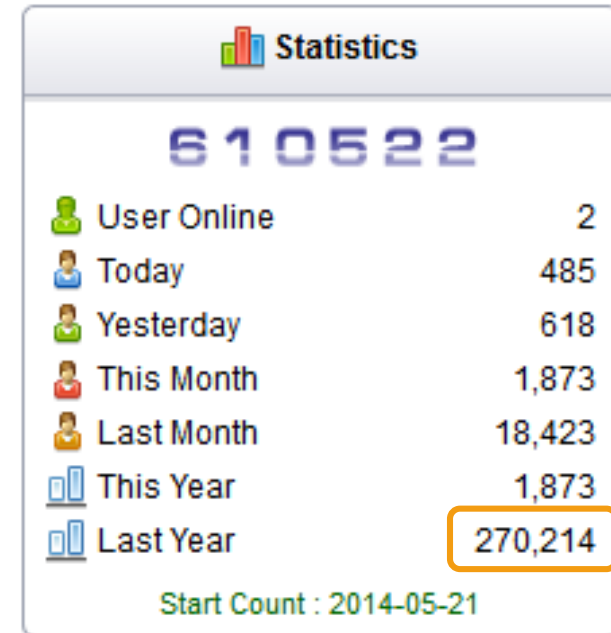 Statistics
610522
User Online 2
Today 485
Yesterday 618
This Month 1,873
Last Month 18,423
This Year 1,873
Last Year 270,214
Start Count : 2014-05-21